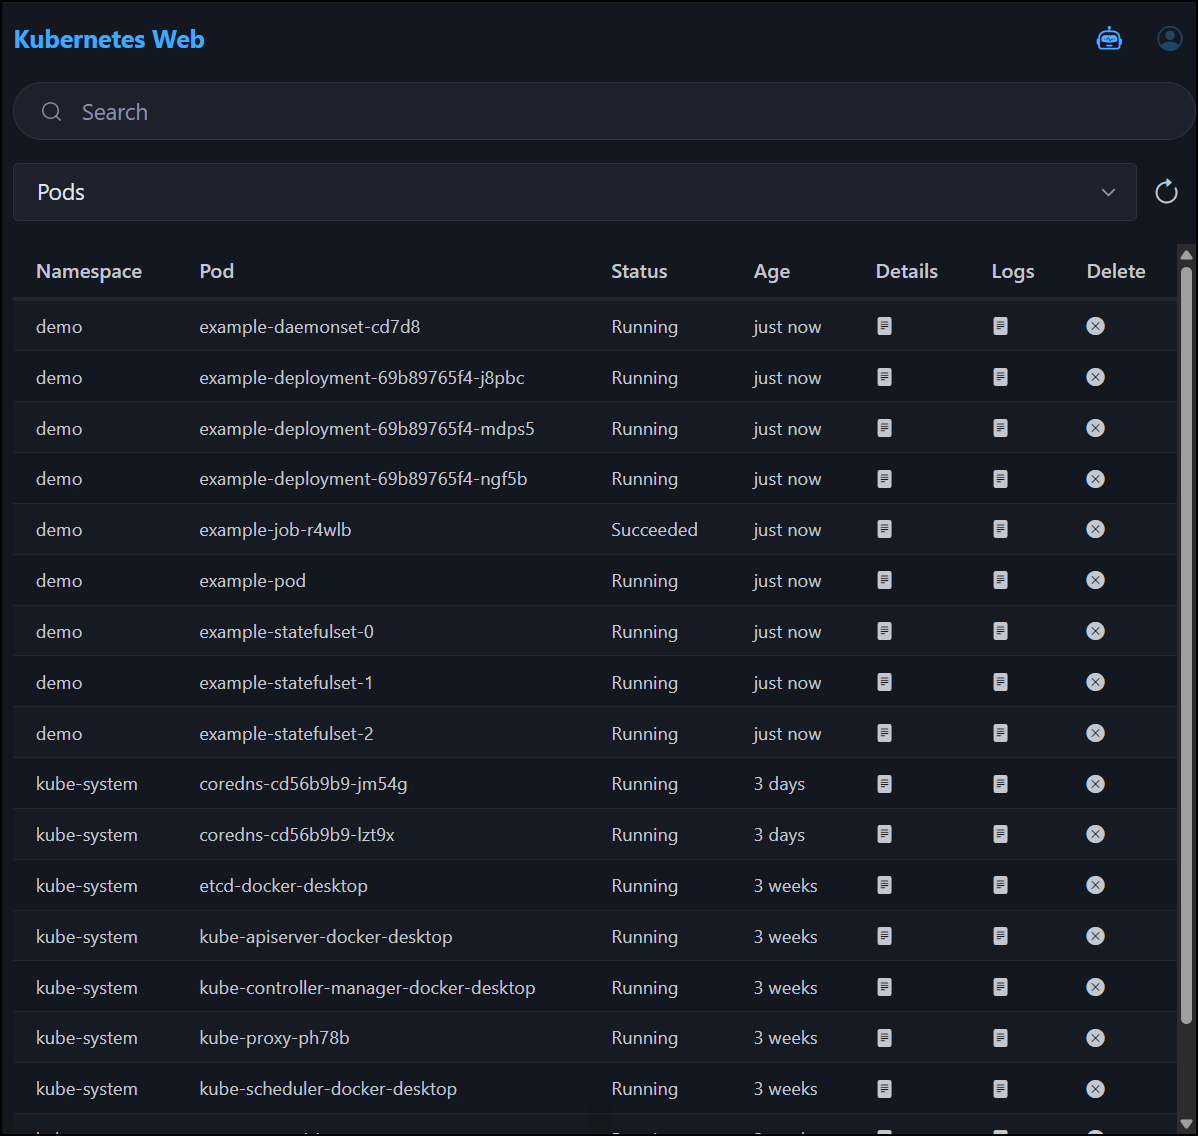 Kubernetes Web
Search
Pods
Namespace Pod Status Age Details Logs Delete
demo example-daemonset-cd7d8 Running just now
demo example-deployment-69b89765f4-j8pbc Running just now
demo example-deployment-69b89765f4-mdps5 Running just now
demo example-deployment-69b89765f4-ngf5b Running just now
demo example-job-r4wlb Succeeded just now
demo example-pod Running just now
demo example-statefulset-0 Running just now
demo example-statefulset-1 Running just now
demo example-statefulset-2 Running just now
kube-system coredns-cd56b9b9-jm54g Running 3 days
kube-system coredns-cd56b9b9-lzt9x Running 3 days
kube-system etcd-docker-desktop Running 3 weeks
kube-system kube-apiserver-docker-desktop Running 3 weeks
kube-system kube-controller-manager-docker-desktop Running 3 weeks
kube-system kube-proxy-ph78b Running 3 weeks
kube-system kube-scheduler-docker-desktop Running 3 weeks